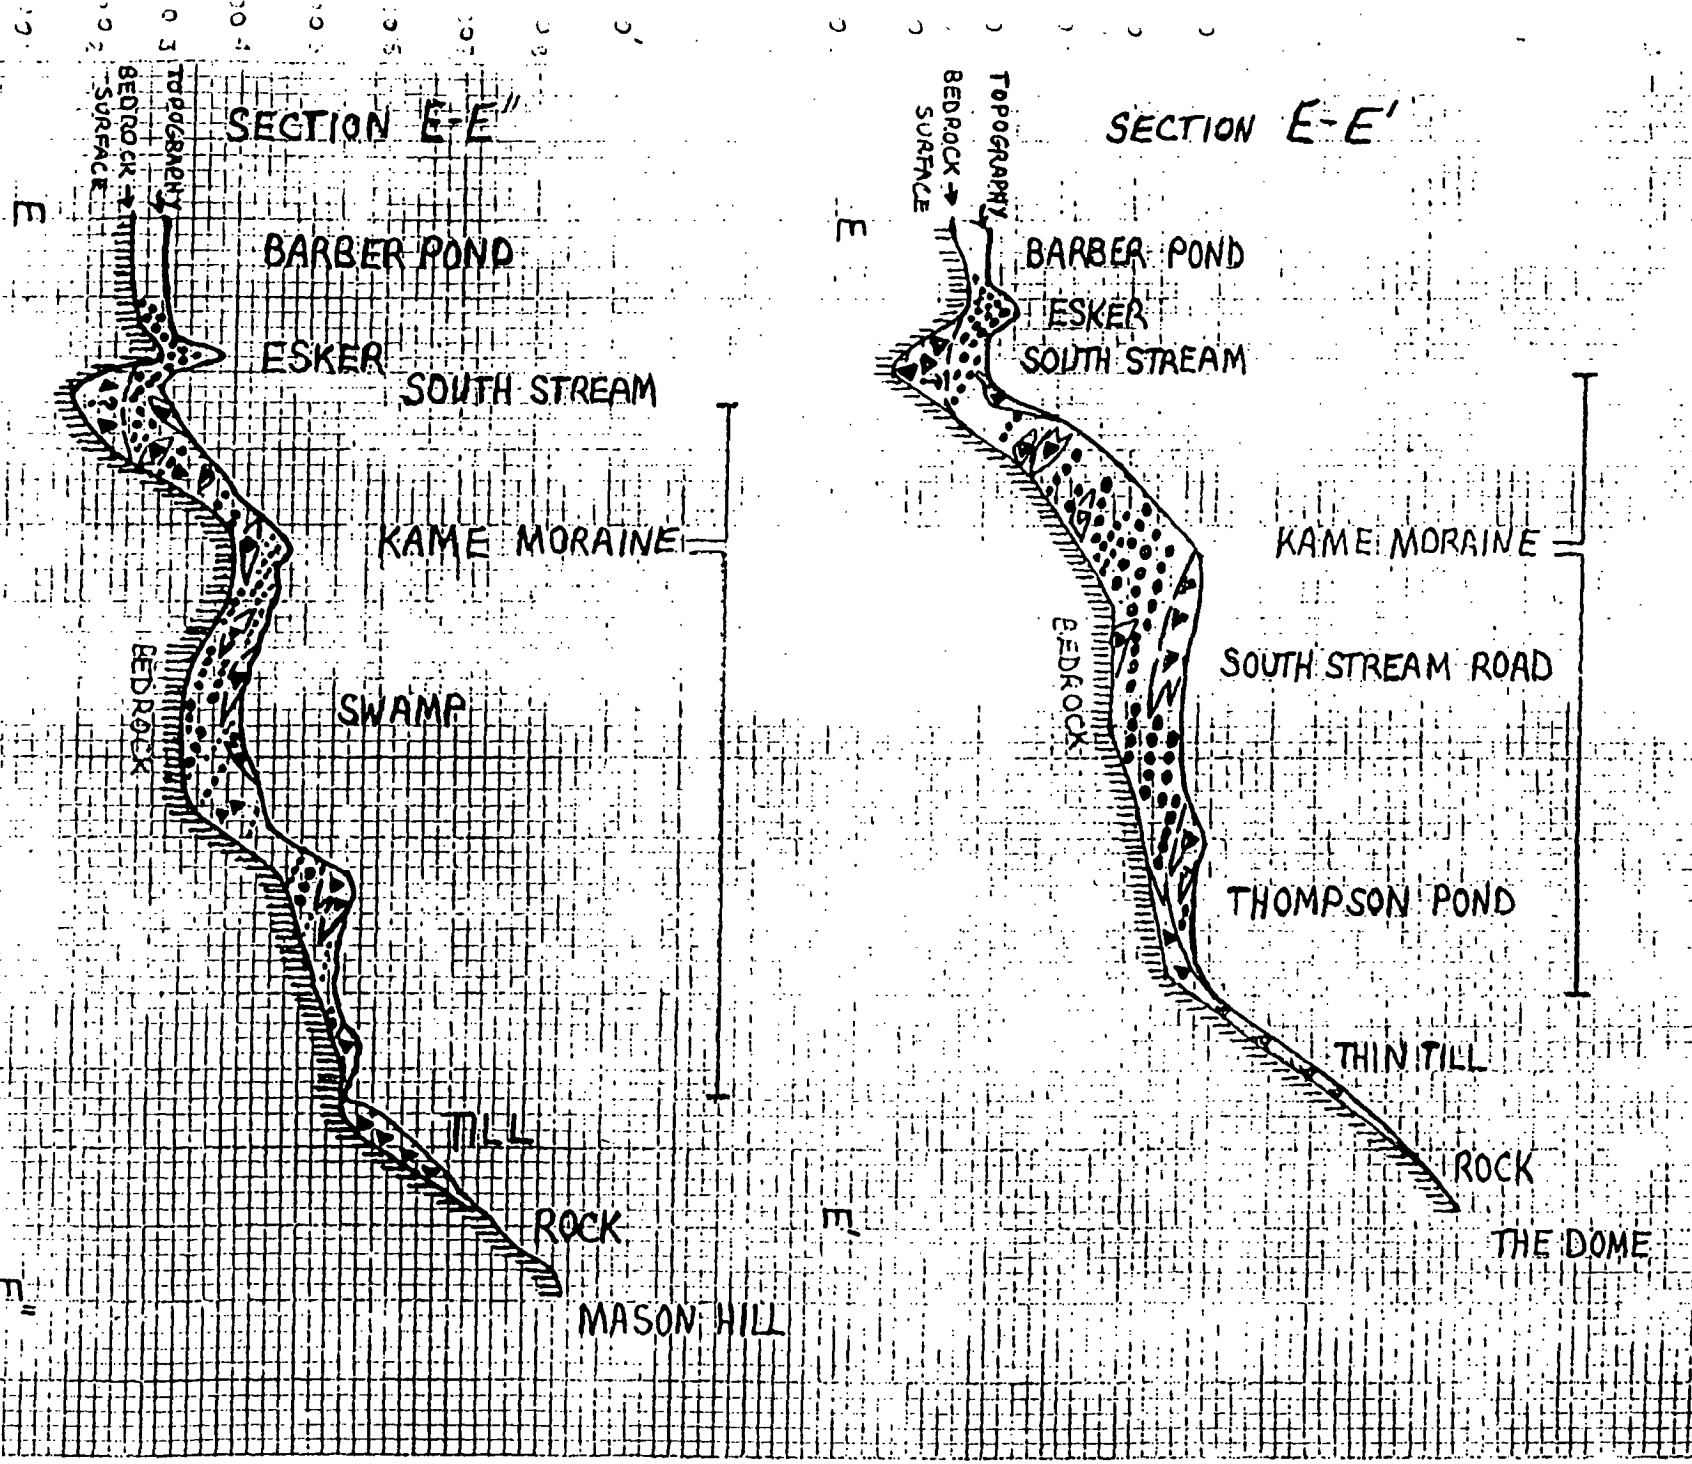 SECTION E-E"
TOPOGRAPHY
BEDROCK
SURFACE
E
BARBER POND
ESKER
SOUTH STREAM
KAME MORAINE
BEDROCK
SWAMP
TILL
ROCK
MASON HILL
E"
SECTION E-E'
TOPOGRAPHY
BEDROCK
SURFACE
E
BARBER POND
ESKER
SOUTH STREAM
KAME MORAINE
BEDROCK
SOUTH STREAM ROAD
THOMPSON POND
THIN TILL
ROCK
THE DOME
E'